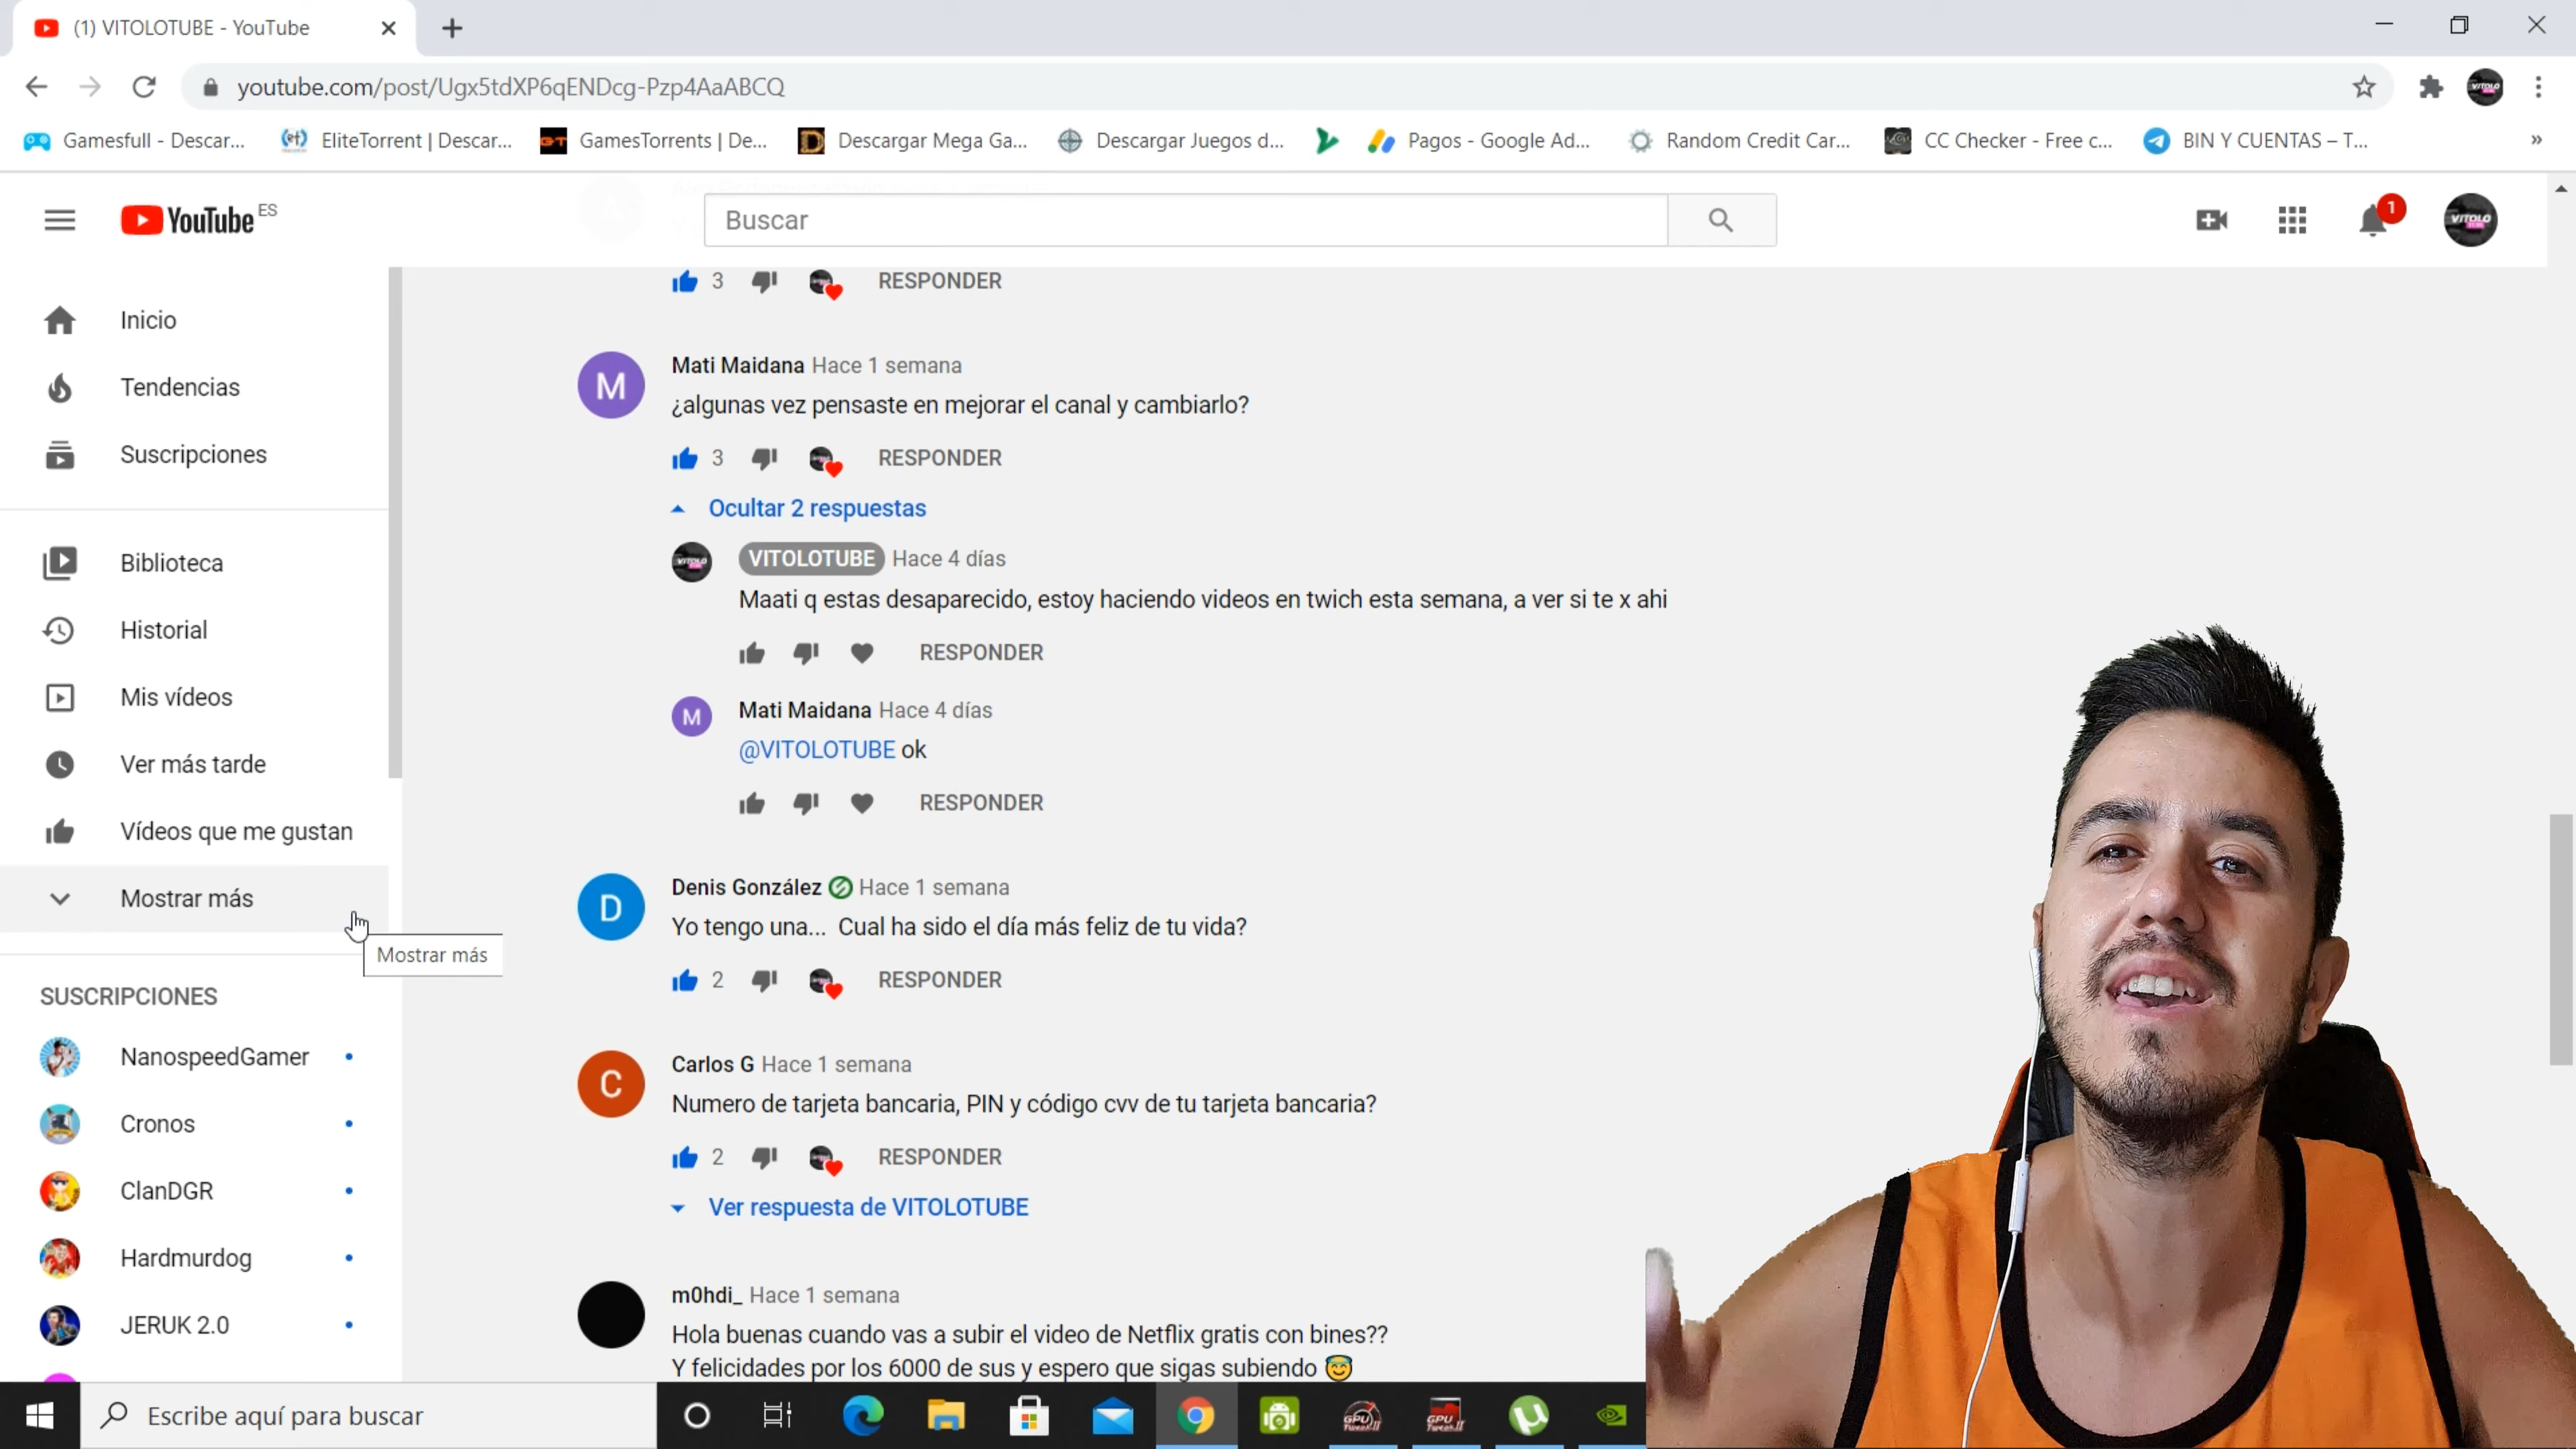 (1) VITOLOTUBE - YouTube
youtube.com/post/Ugx5tdXP6qENDcg-Pzp4AaABCQ
Gamesfull - Descar...
EliteTorrent | Descar...
GamesTorrents | De...
Descargar Mega Ga...
Descargar Juegos d...
Pagos - Google Ad...
Random Credit Car...
CC Checker - Free c...
BIN Y CUENTAS – T...
YouTube ES
Buscar
1
Inicio
Tendencias
Suscripciones
Biblioteca
Historial
Mis vídeos
Ver más tarde
Vídeos que me gustan
Mostrar más
Mostrar más
SUSCRIPCIONES
NanospeedGamer
Cronos
ClanDGR
Hardmurdog
JERUK 2.0
3 RESPONDER
M
Mati Maidana Hace 1 semana
¿algunas vez pensaste en mejorar el canal y cambiarlo?
3 RESPONDER
Ocultar 2 respuestas
VITOLOTUBE Hace 4 días
Maati q estas desaparecido, estoy haciendo videos en twich esta semana, a ver si te x ahi
RESPONDER
M
Mati Maidana Hace 4 días
@VITOLOTUBE ok
RESPONDER
D
Denis González Hace 1 semana
Yo tengo una... Cual ha sido el día más feliz de tu vida?
2 RESPONDER
C
Carlos G Hace 1 semana
Numero de tarjeta bancaria, PIN y código cvv de tu tarjeta bancaria?
2 RESPONDER
Ver respuesta de VITOLOTUBE
m0hdi_ Hace 1 semana
Hola buenas cuando vas a subir el video de Netflix gratis con bines??
Y felicidades por los 6000 de sus y espero que sigas subiendo 😇
Escribe aquí para buscar